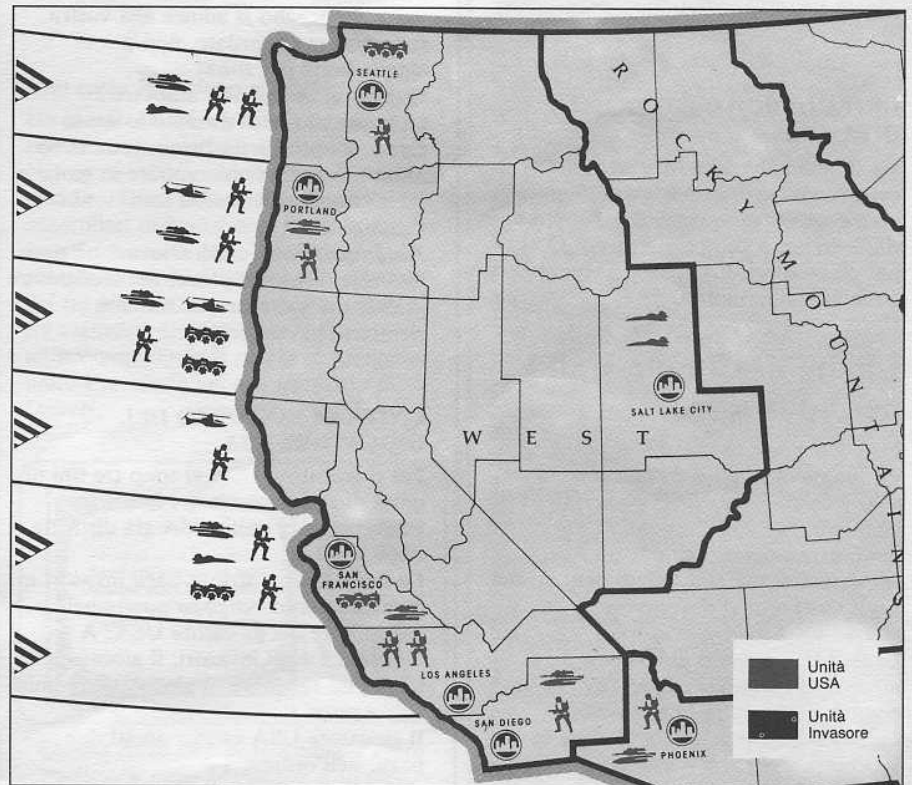 SEATTLE
R O C K Y M O U N T A I N
PORTLAND
SALT LAKE CITY
W E S T
SAN
FRANCISCO
LOS ANGELES
SAN DIEGO
PHOENIX
Unità
USA
Unità
Invasore